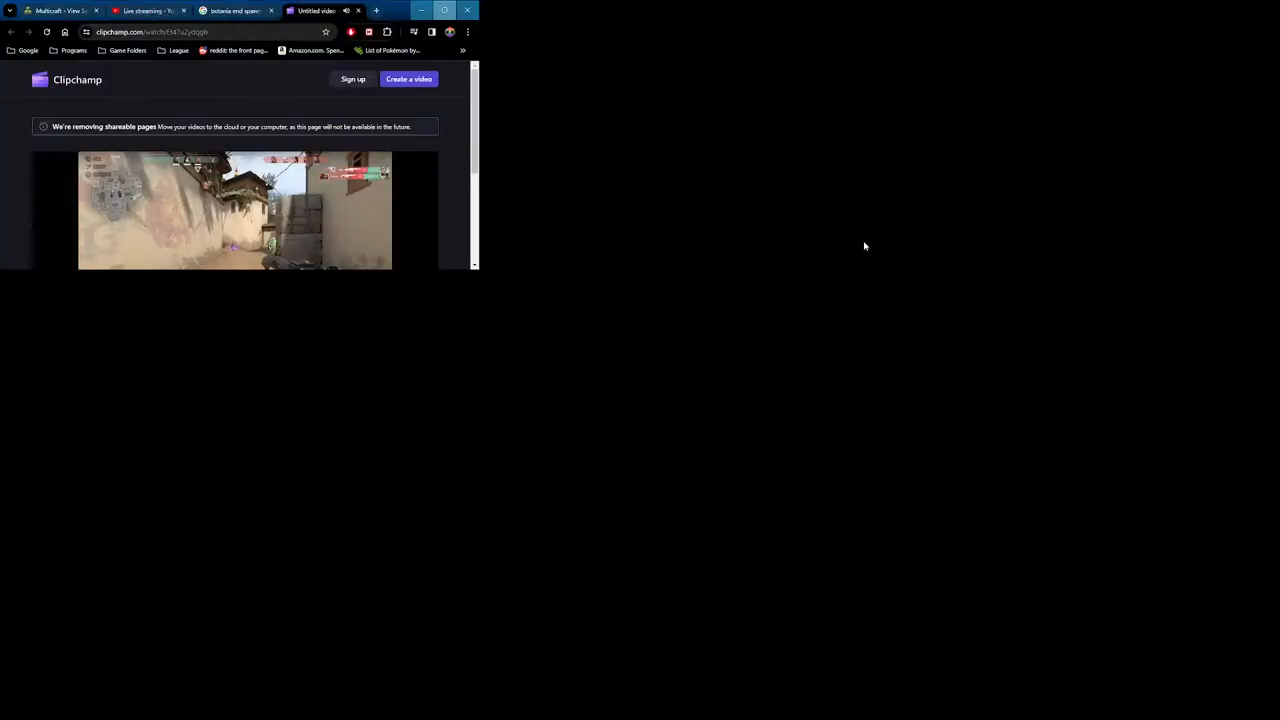 Multicraft - View Se
Live streaming - Yo
botania end spawn
Untitled video
clipchamp.com/watch/
Google
Programs
Game Folders
League
reddit: the front pag...
Amazon.com. Spen...
List of Pokémon by...
»
Clipchamp
Sign up
Create a video
We're removing shareable pages Move your videos to the cloud or your computer, as this page will not be available in the future.